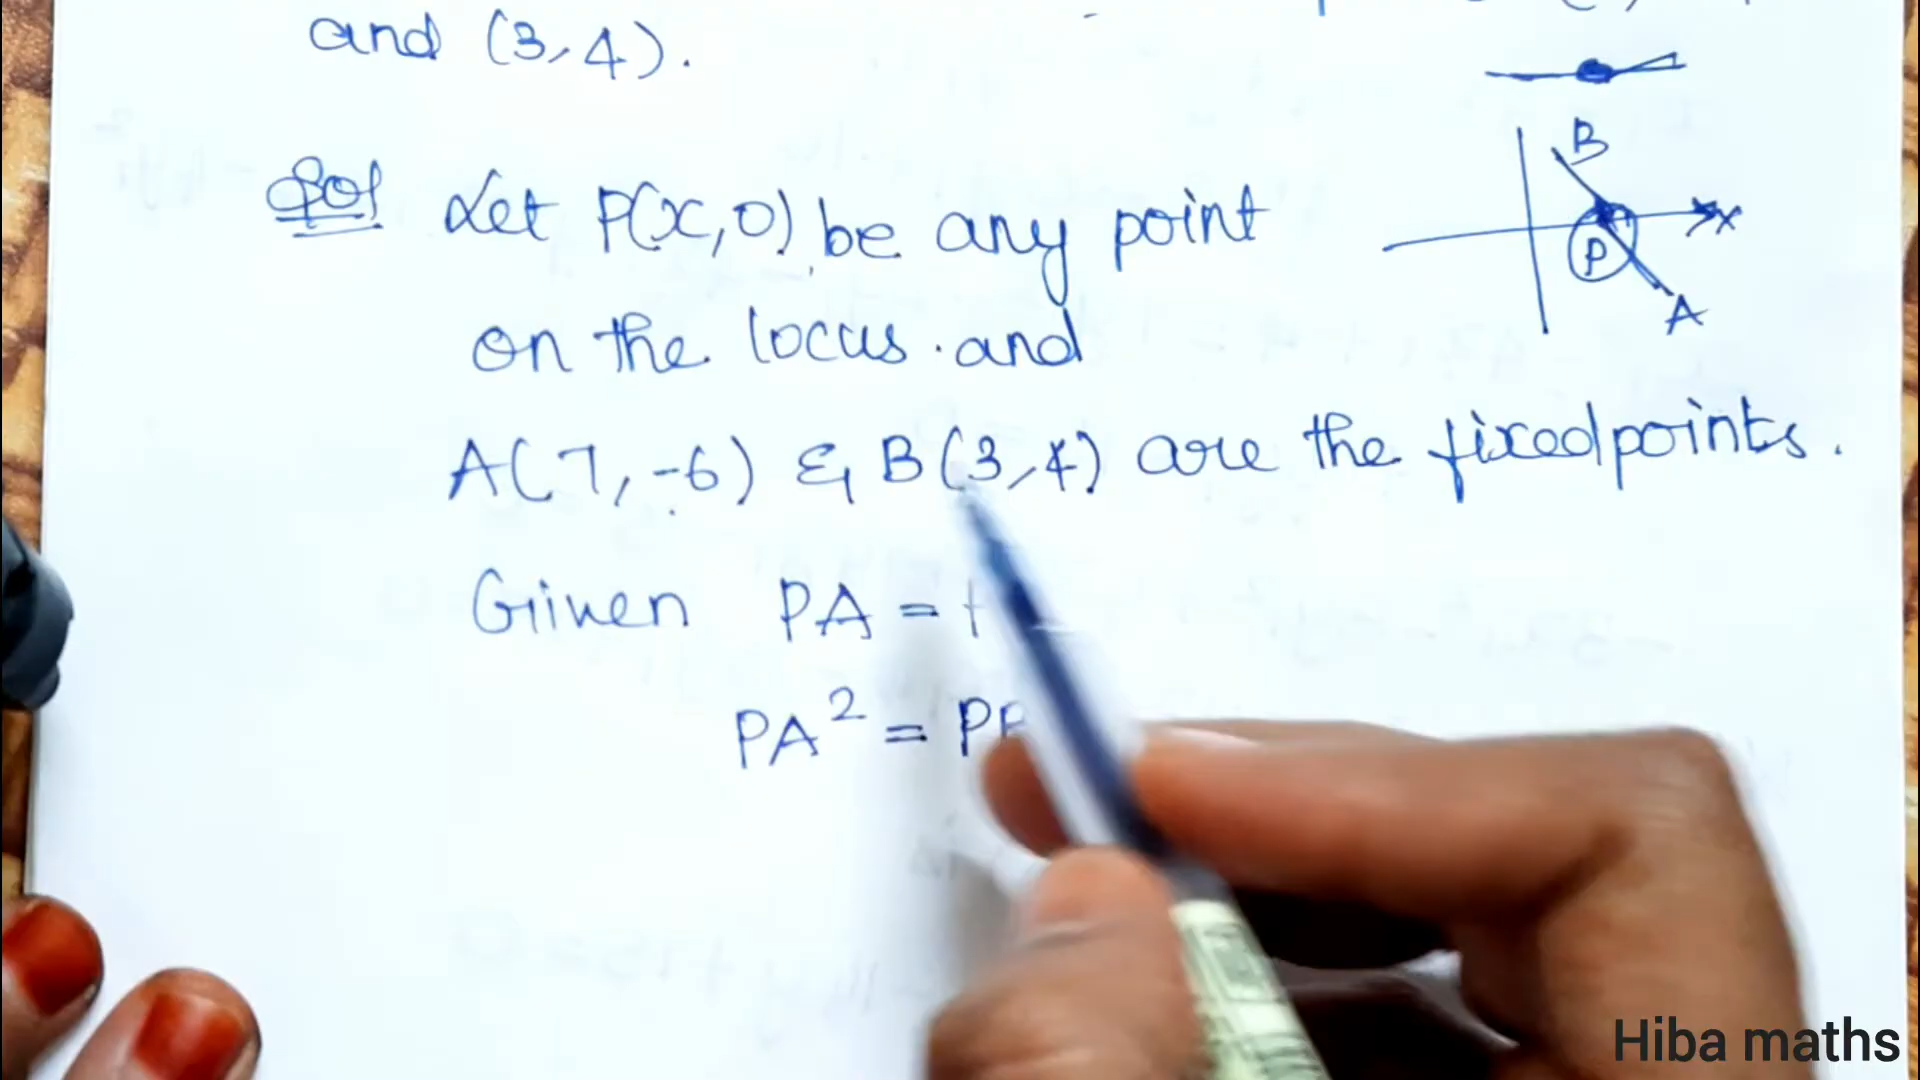 and (3,4).
B
X
P
A
Sol Let P(x,0) be any point
on the locus and
A(7,-6) & B(3,4) are the fixed points.
Given PA =
PA² =
Hiba maths